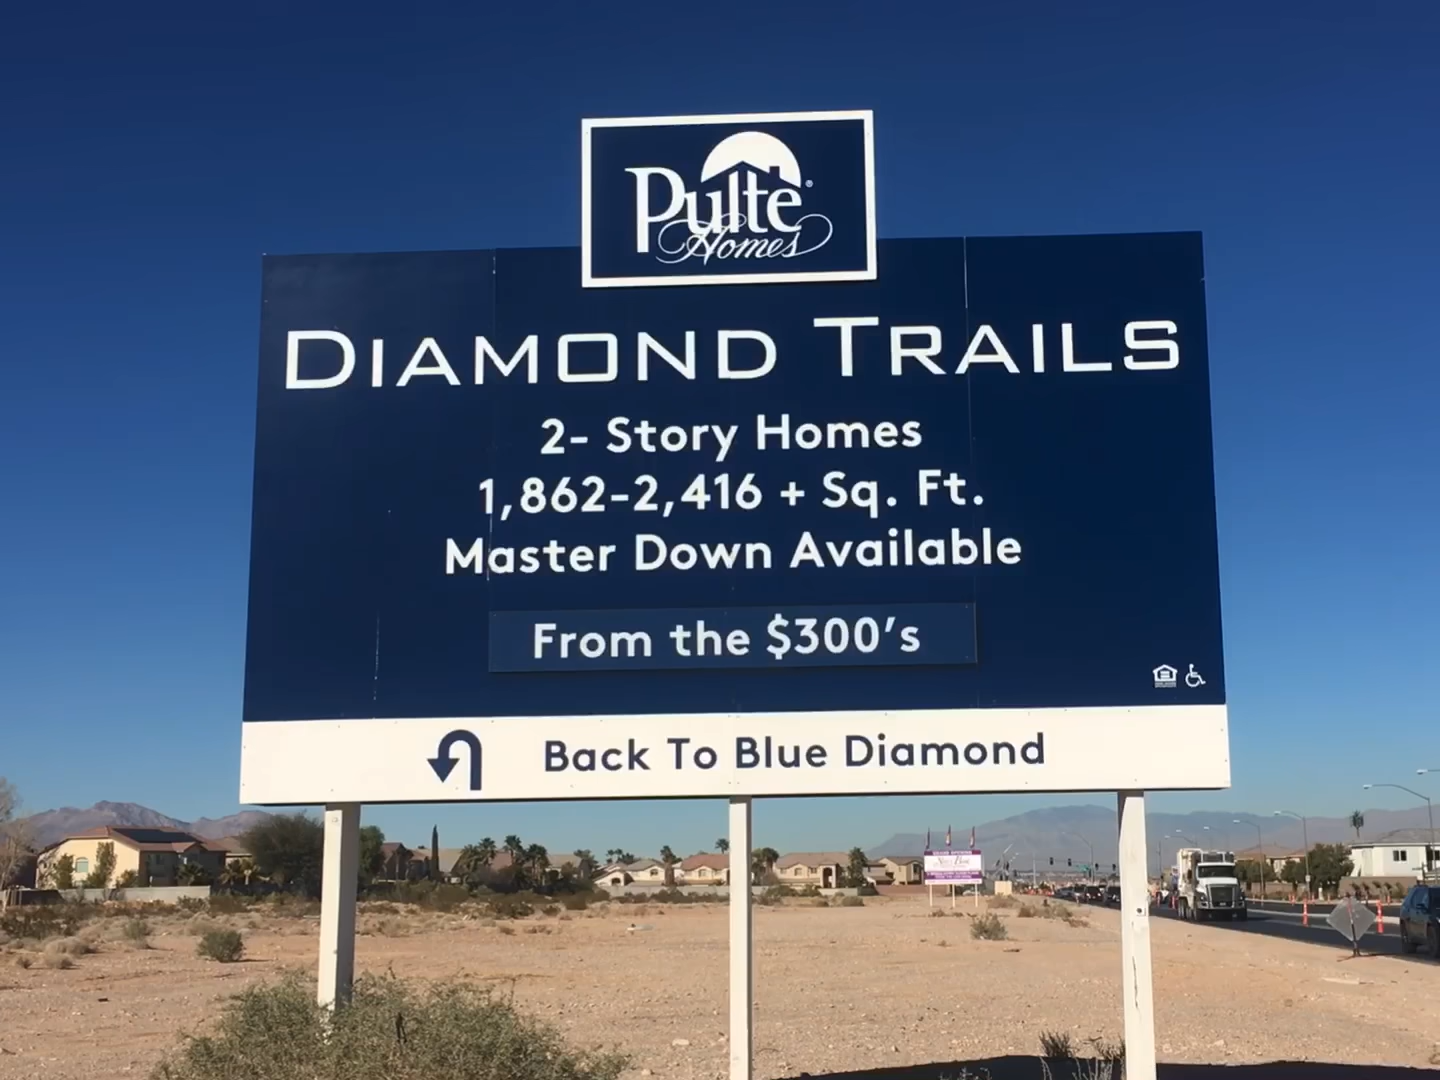 Pulte®
Homes
DIAMOND TRAILS
2- Story Homes
1,862-2,416 + Sq. Ft.
Master Down Available
From the $300's
Back To Blue Diamond